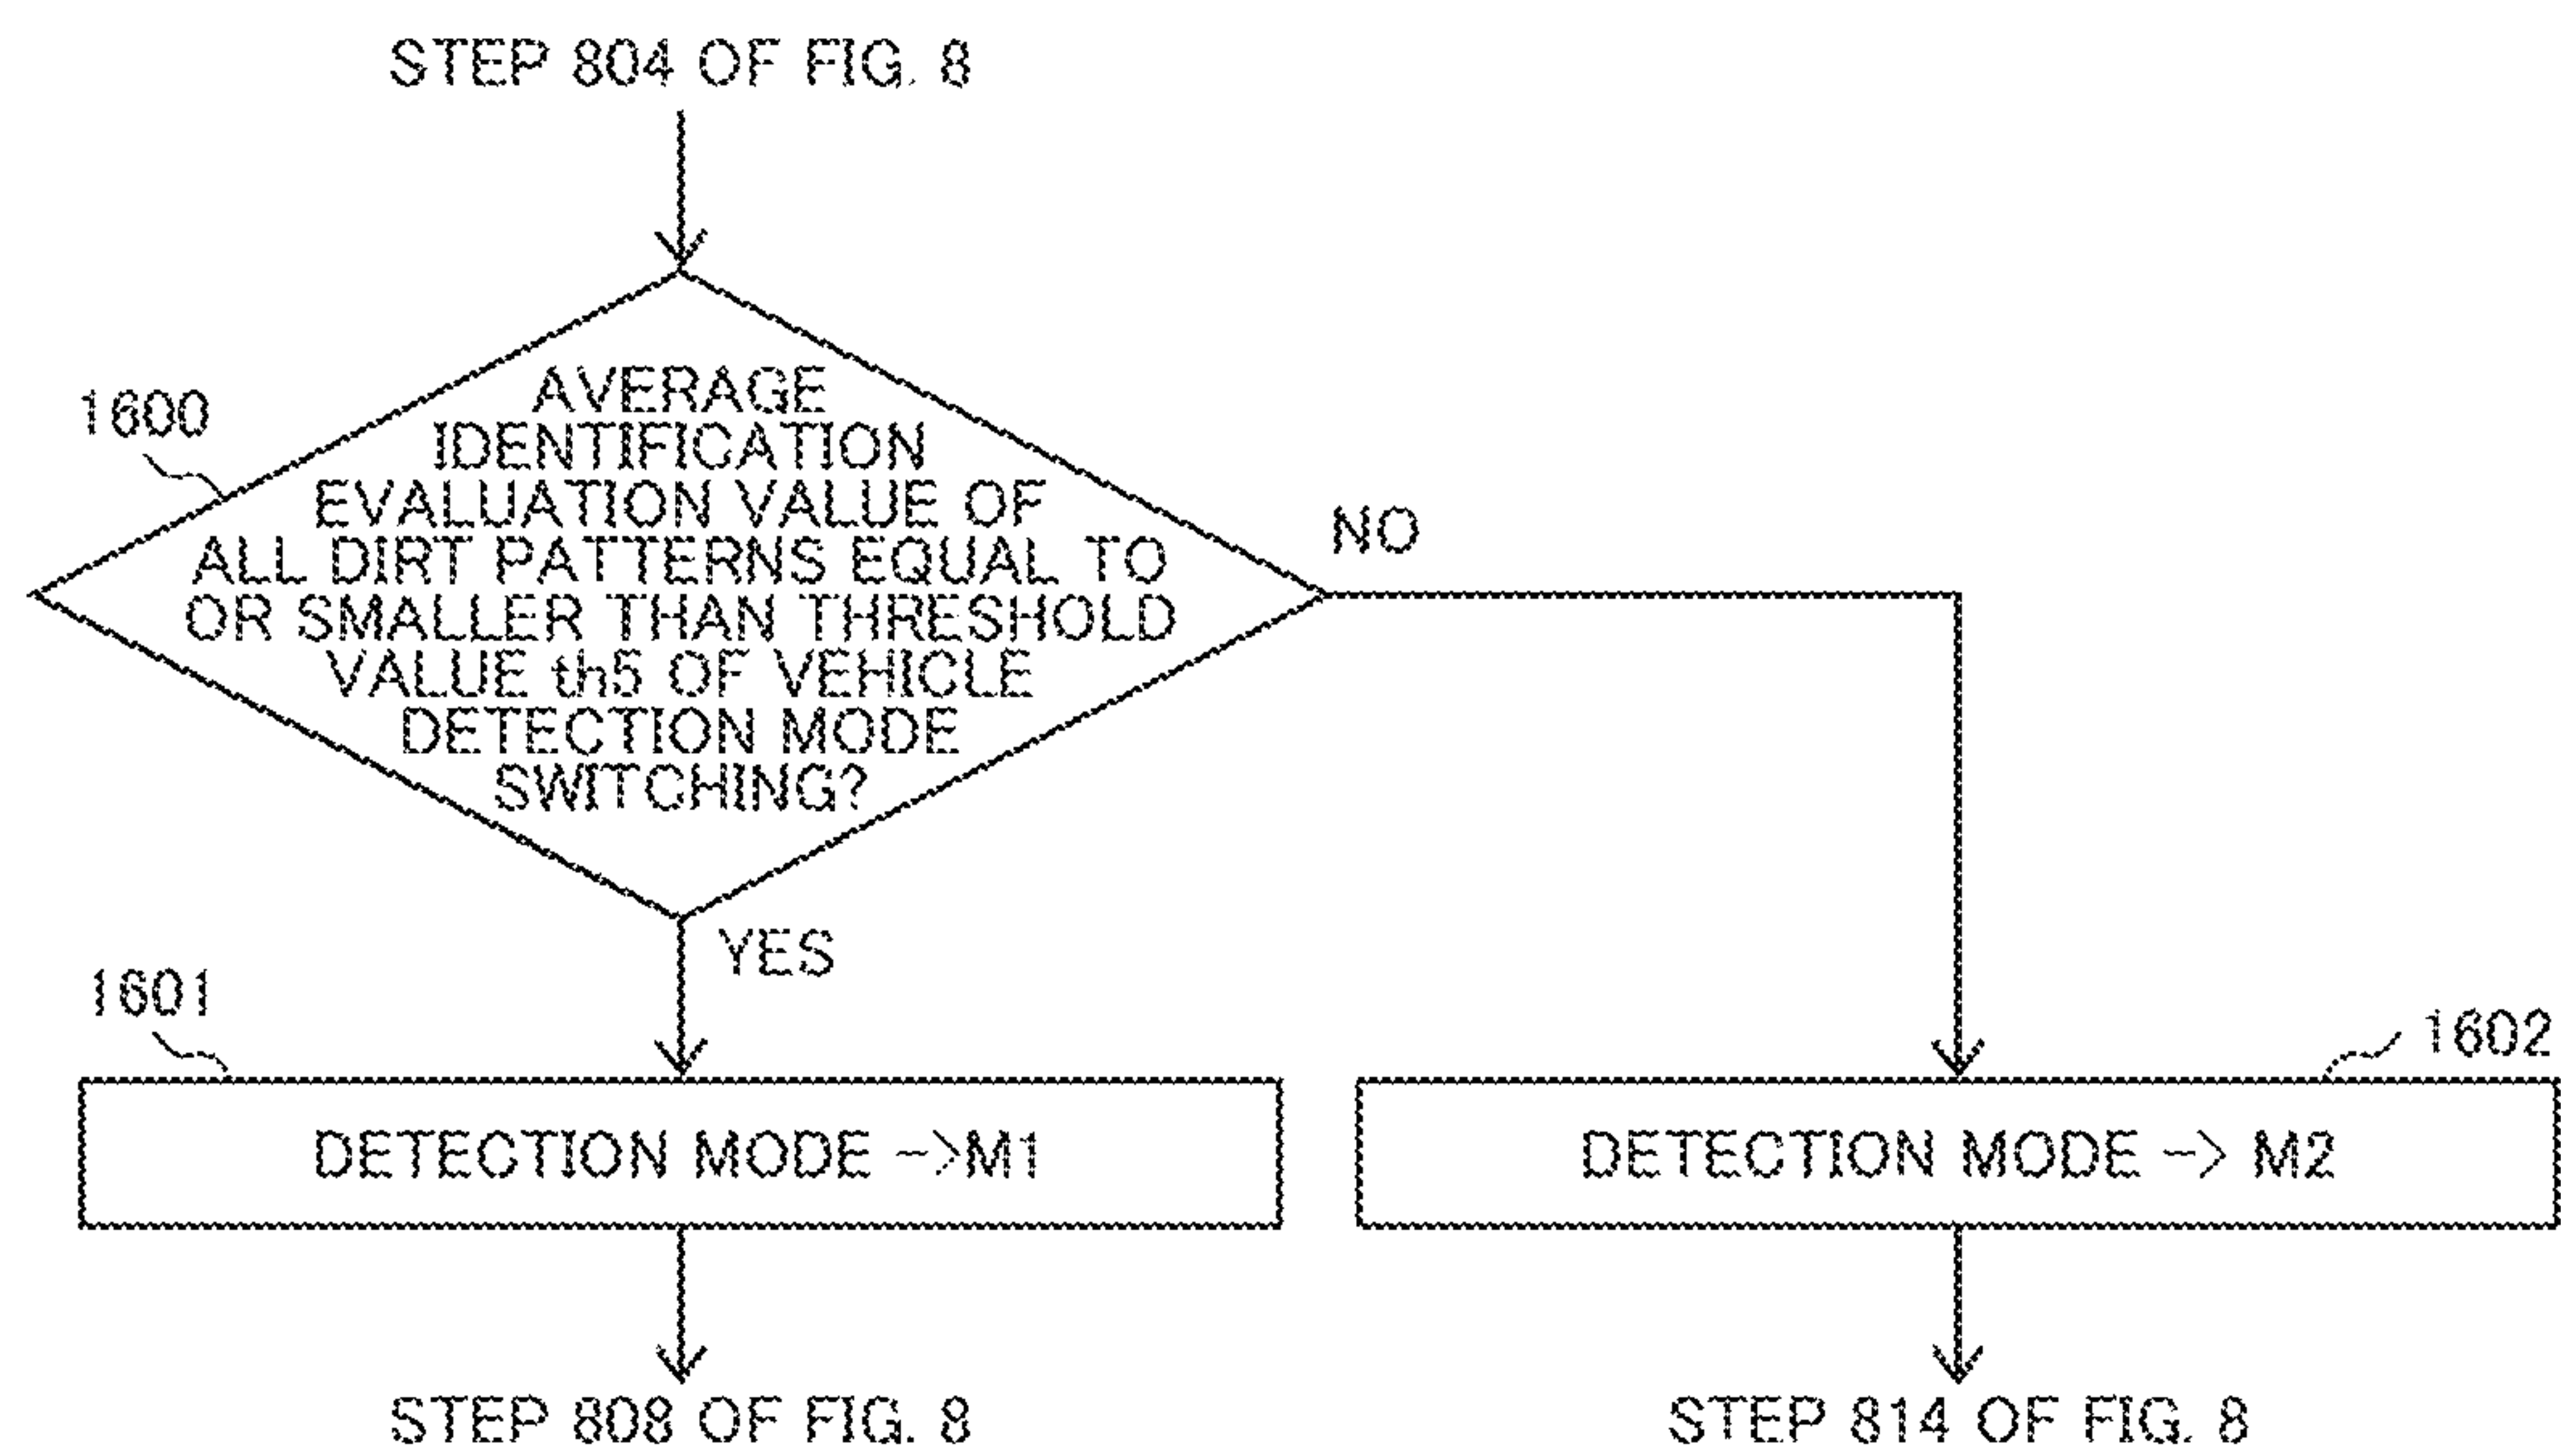 STEP 804 OF FIG. 8
1600
AVERAGE
IDENTIFICATION
EVALUATION VALUE OF
ALL DIRT PATTERNS EQUAL TO
OR SMALLER THAN THRESHOLD
VALUE th5 OF VEHICLE
DETECTION MODE
SWITCHING?
NO
YES
1601
DETECTION MODE ->M1
1602
DETECTION MODE -> M2
STEP 808 OF FIG. 8
STEP 814 OF FIG. 8